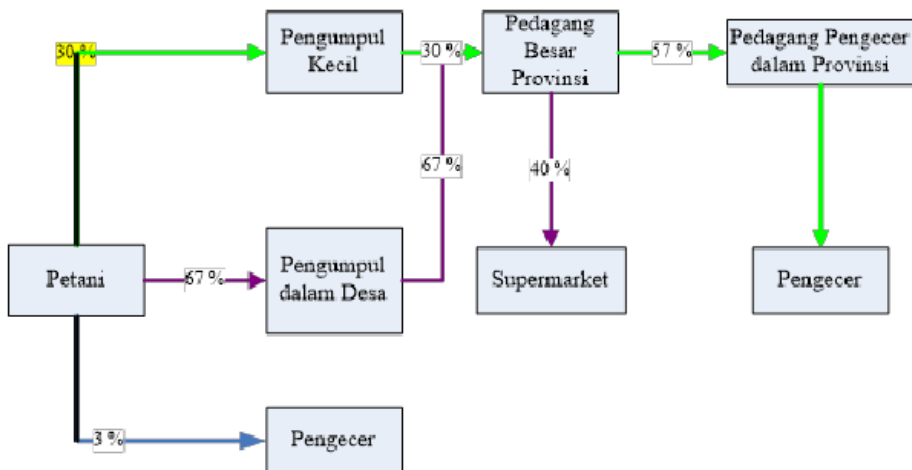 30 %
Pengumpul
Kecil
30 %
Pedagang
Besar
Provinsi
57 %
Pedagang Pengecer
dalam Provinsi
67 %
40 %
Petani
67 %
Pengumpul
dalam Desa
Supermarket
Pengecer
3 %
Pengecer